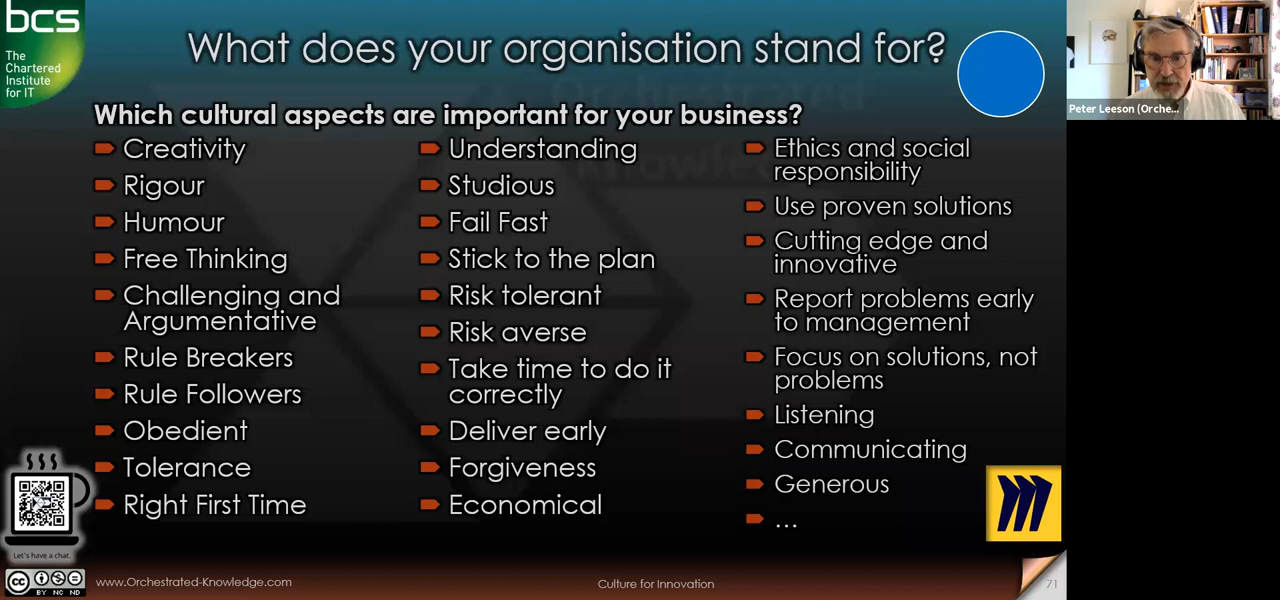 bcs
The
Chartered
Institute
for IT
What does your organisation stand for?
Which cultural aspects are important for your business?
Creativity
Rigour
Humour
Free Thinking
Challenging and
Argumentative
Rule Breakers
Rule Followers
Obedient
Tolerance
Right First Time
Understanding
Studious
Fail Fast
Stick to the plan
Risk tolerant
Risk averse
Take time to do it
correctly
Deliver early
Forgiveness
Economical
Ethics and social
responsibility
Use proven solutions
Cutting edge and
innovative
Report problems early
to management
Focus on solutions, not
problems
Listening
Communicating
Generous
...
Peter Leeson (Orche...
Let's have a chat.
cc
BY NC ND
www.Orchestrated-Knowledge.com
Culture for Innovation
71